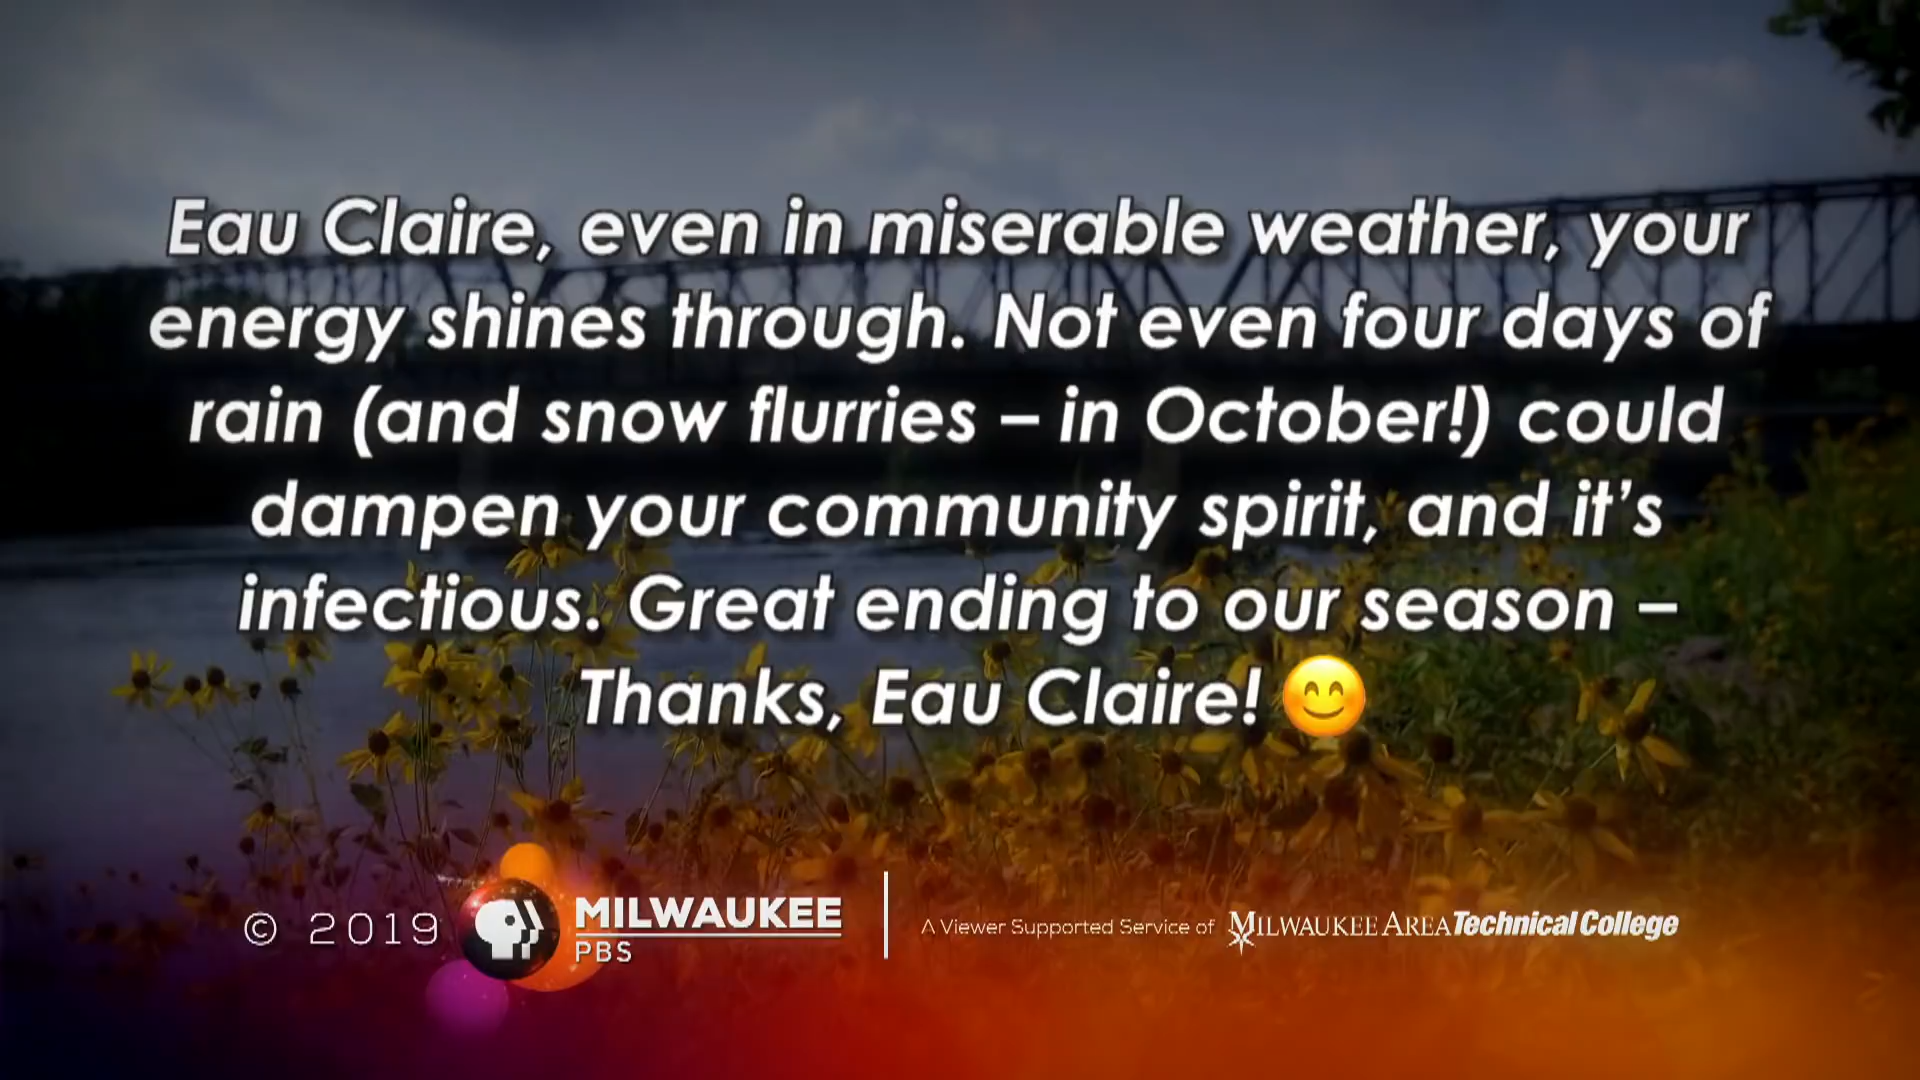 Eau Claire, even in miserable weather, your
energy shines through. Not even four days of
rain (and snow flurries – in October!) could
dampen your community spirit, and it’s
infectious. Great ending to our season –
Thanks, Eau Claire! 😊
© 2019 MILWAUKEE
PBS
A Viewer Supported Service of MILWAUKEE AREA Technical College